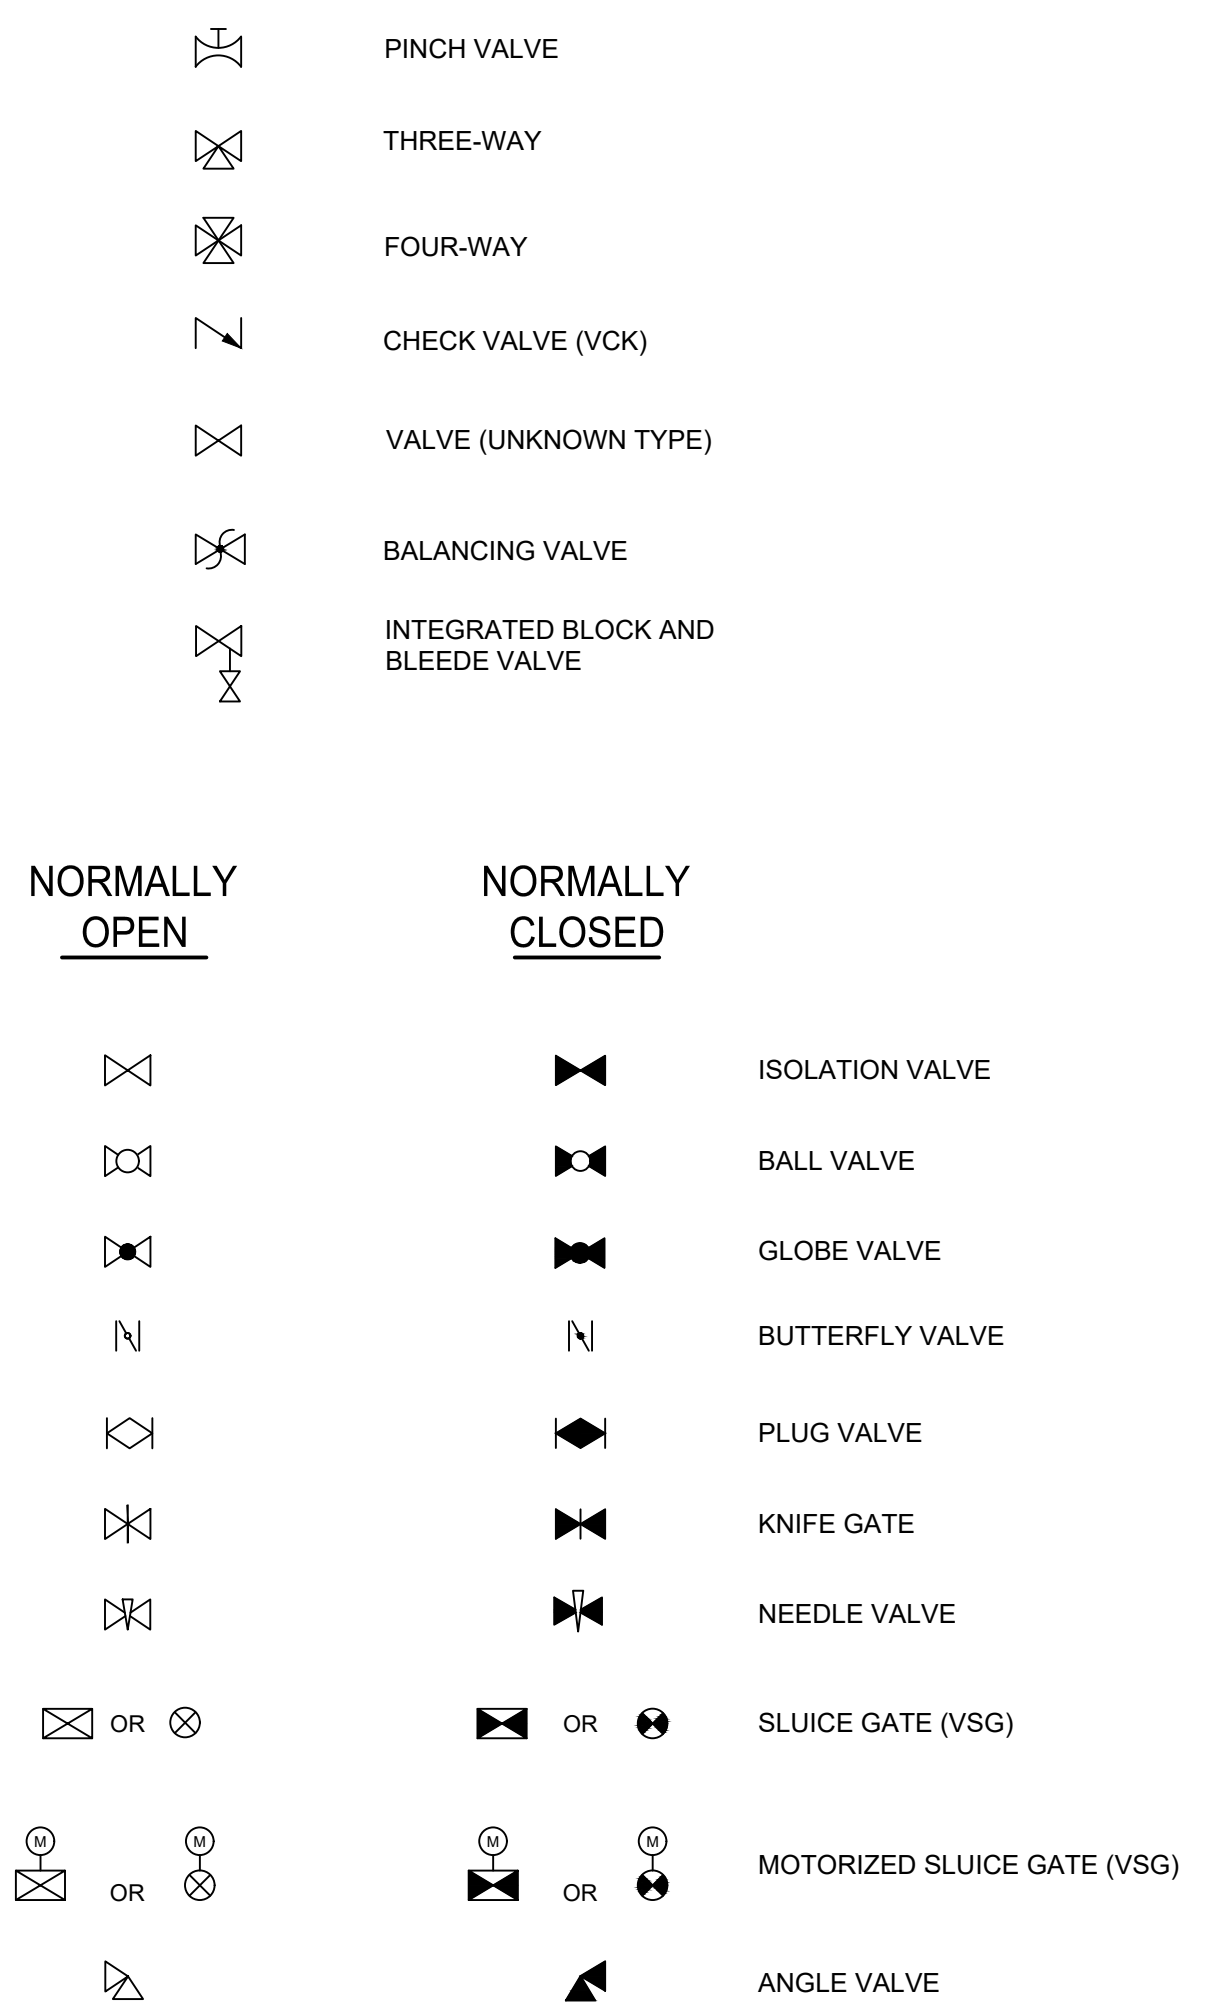 PINCH VALVE
THREE-WAY
FOUR-WAY
CHECK VALVE (VCK)
VALVE (UNKNOWN TYPE)
BALANCING VALVE
INTEGRATED BLOCK AND
BLEEDE VALVE
NORMALLY
OPEN
NORMALLY
CLOSED
ISOLATION VALVE
BALL VALVE
GLOBE VALVE
BUTTERFLY VALVE
PLUG VALVE
KNIFE GATE
NEEDLE VALVE
OR OR SLUICE GATE (VSG)
M M M M
OR OR MOTORIZED SLUICE GATE (VSG)
ANGLE VALVE